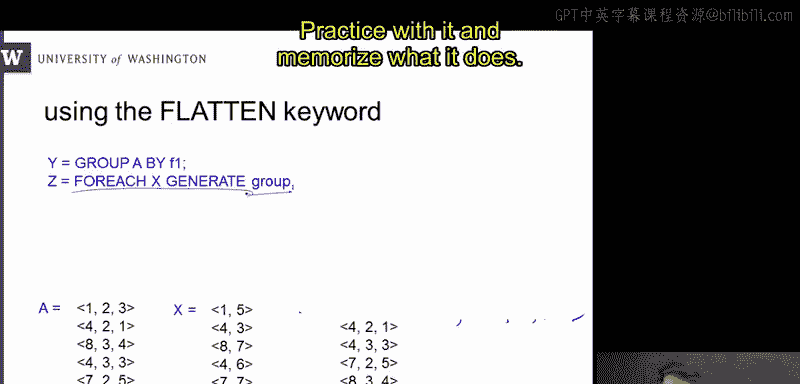 GPT中英字幕课程资源@bilibili.com
Practice with it and
memorize what it does.
W
UNIVERSITY of WASHINGTON
using the FLATTEN keyword
Y = GROUP A BY f1;
Z = FOREACH X GENERATE group,
A = <1, 2, 3> X = <1, 5>
<4, 2, 1> <4, 3> <4, 2, 1>
<8, 3, 4> <8, 7> <4, 3, 3>
<4, 3, 3> <4, 6> <7, 2, 5>
<7, 2, 5> <7, 7> <8, 3, 4>